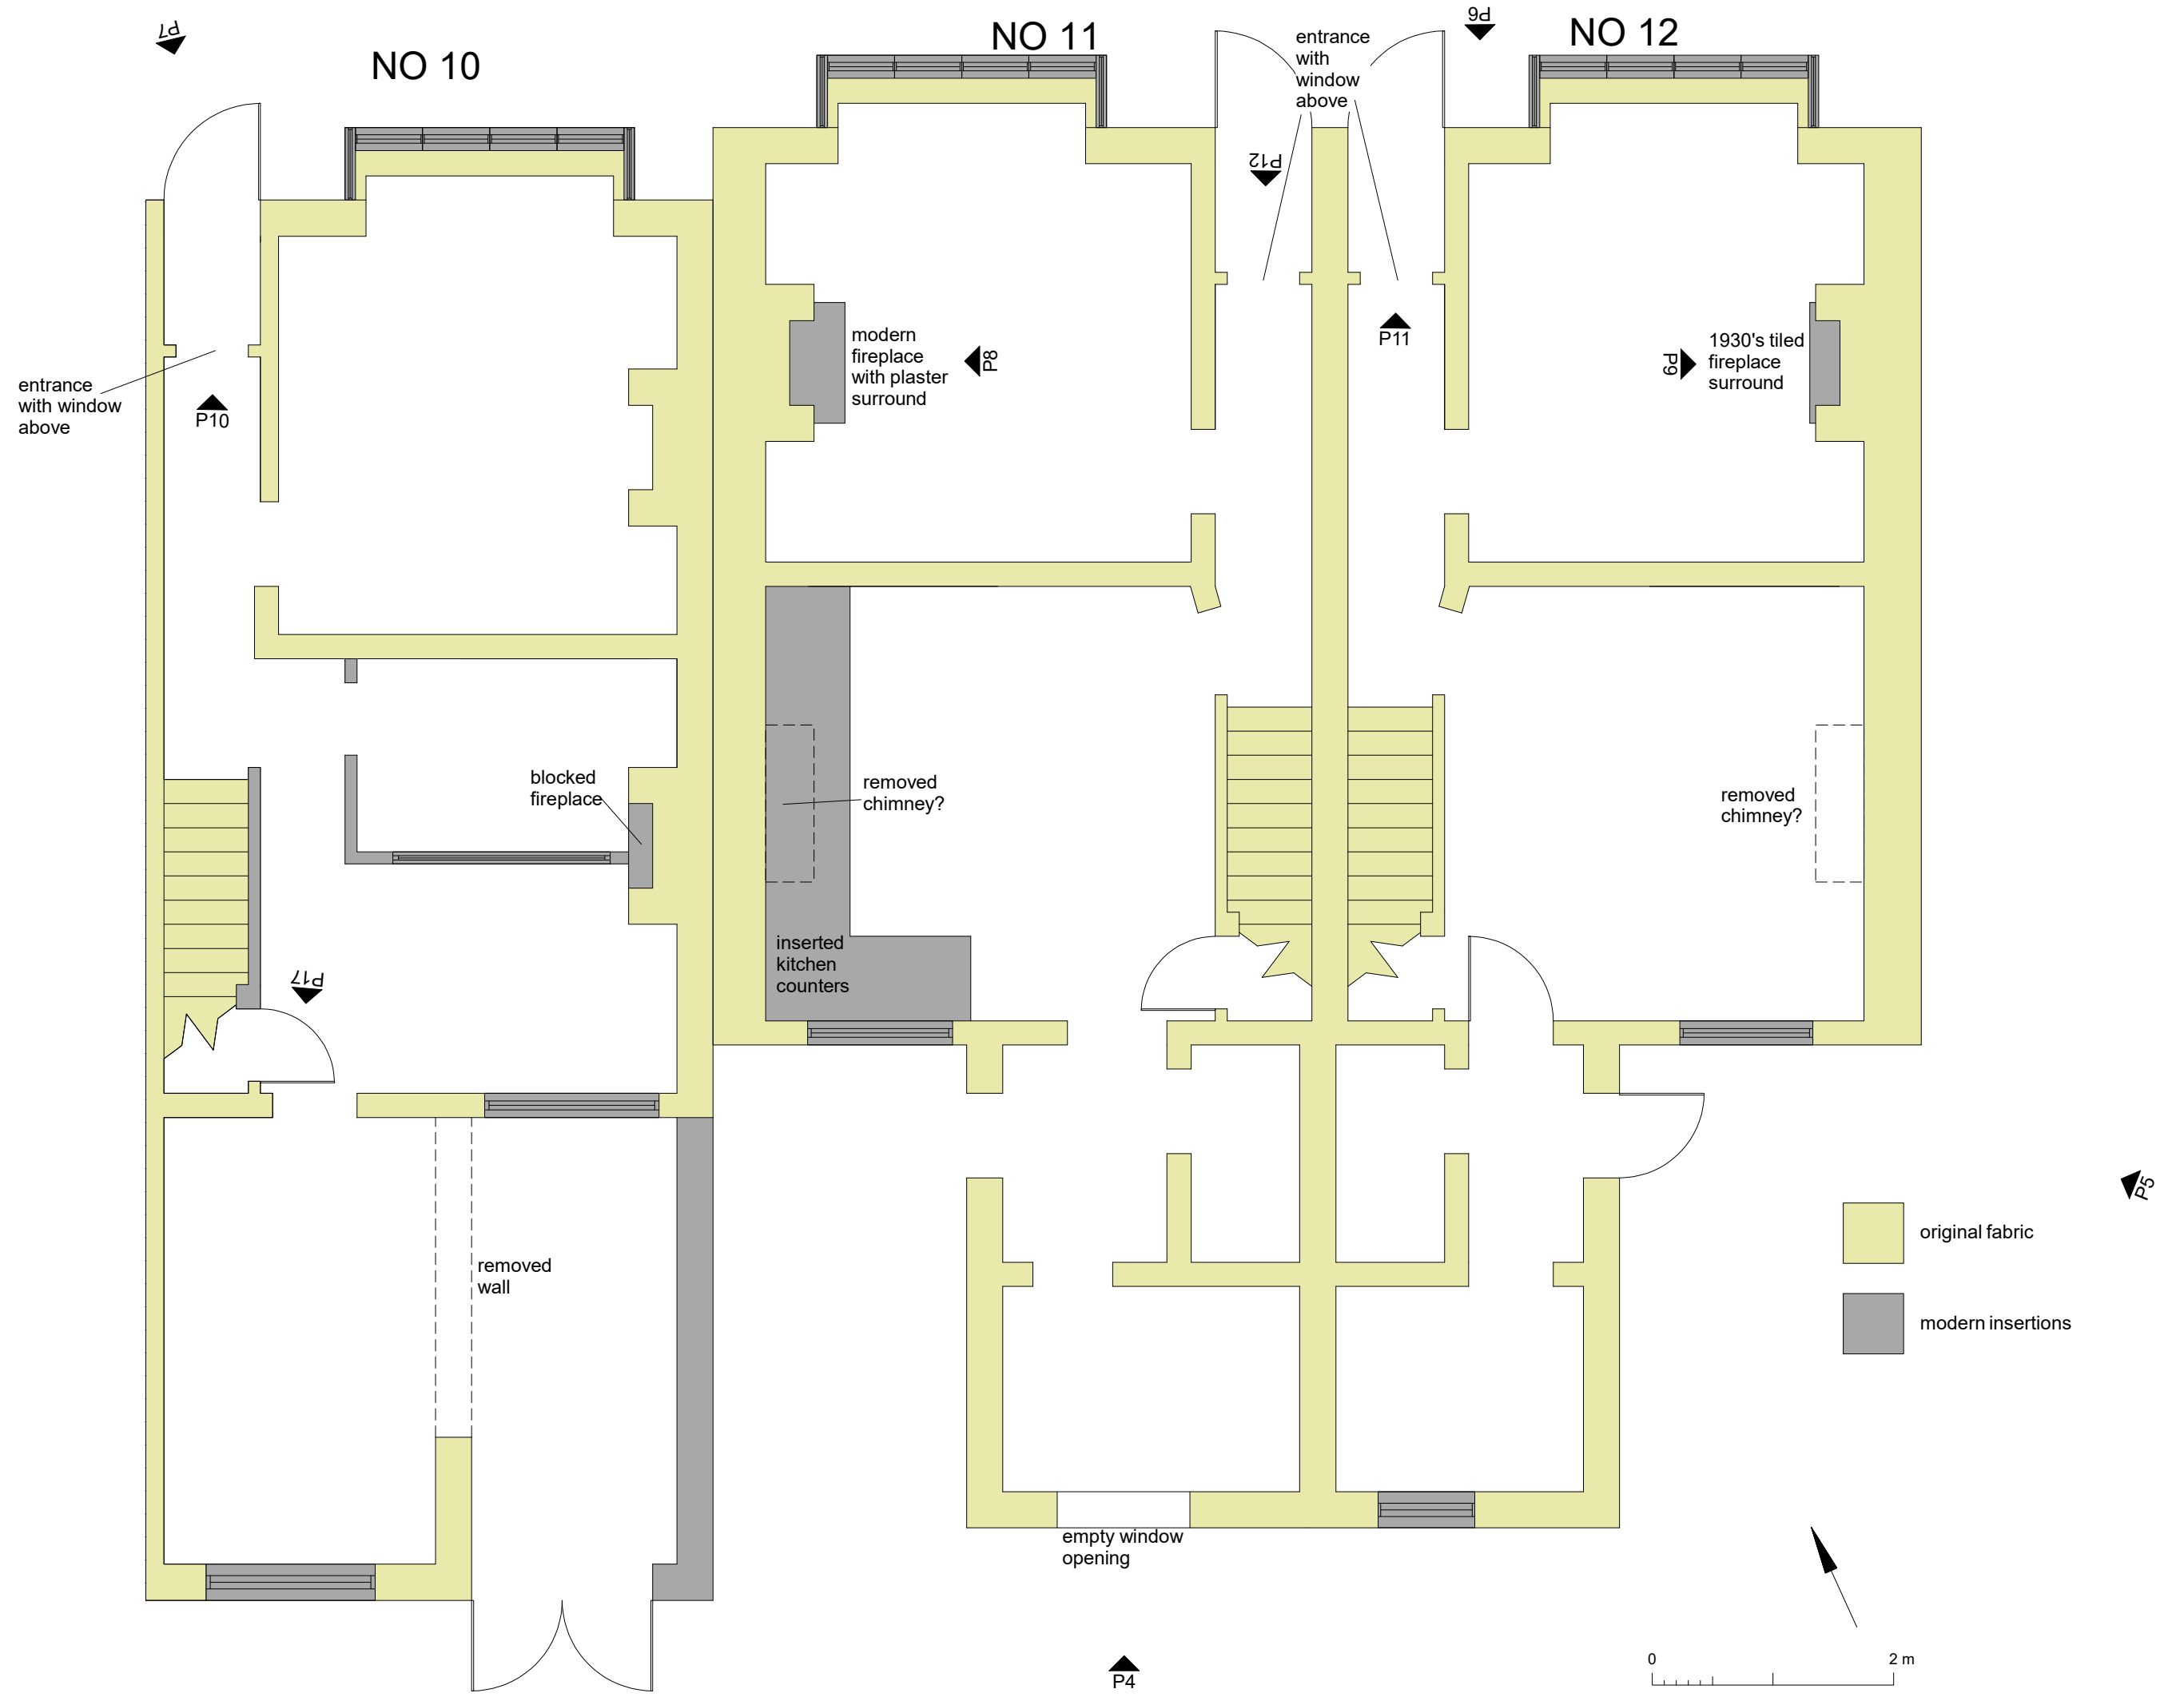 P7
NO 10
NO 11
entrance
with
window
above
P6
NO 12
P12
entrance
with window
above
P10
modern
fireplace
with plaster
surround
P8
P11
P9
1930's tiled
fireplace
surround
blocked
fireplace
removed
chimney?
removed
chimney?
inserted
kitchen
counters
P17
removed
wall
P5
original fabric
modern insertions
empty window
opening
P4
0
2 m